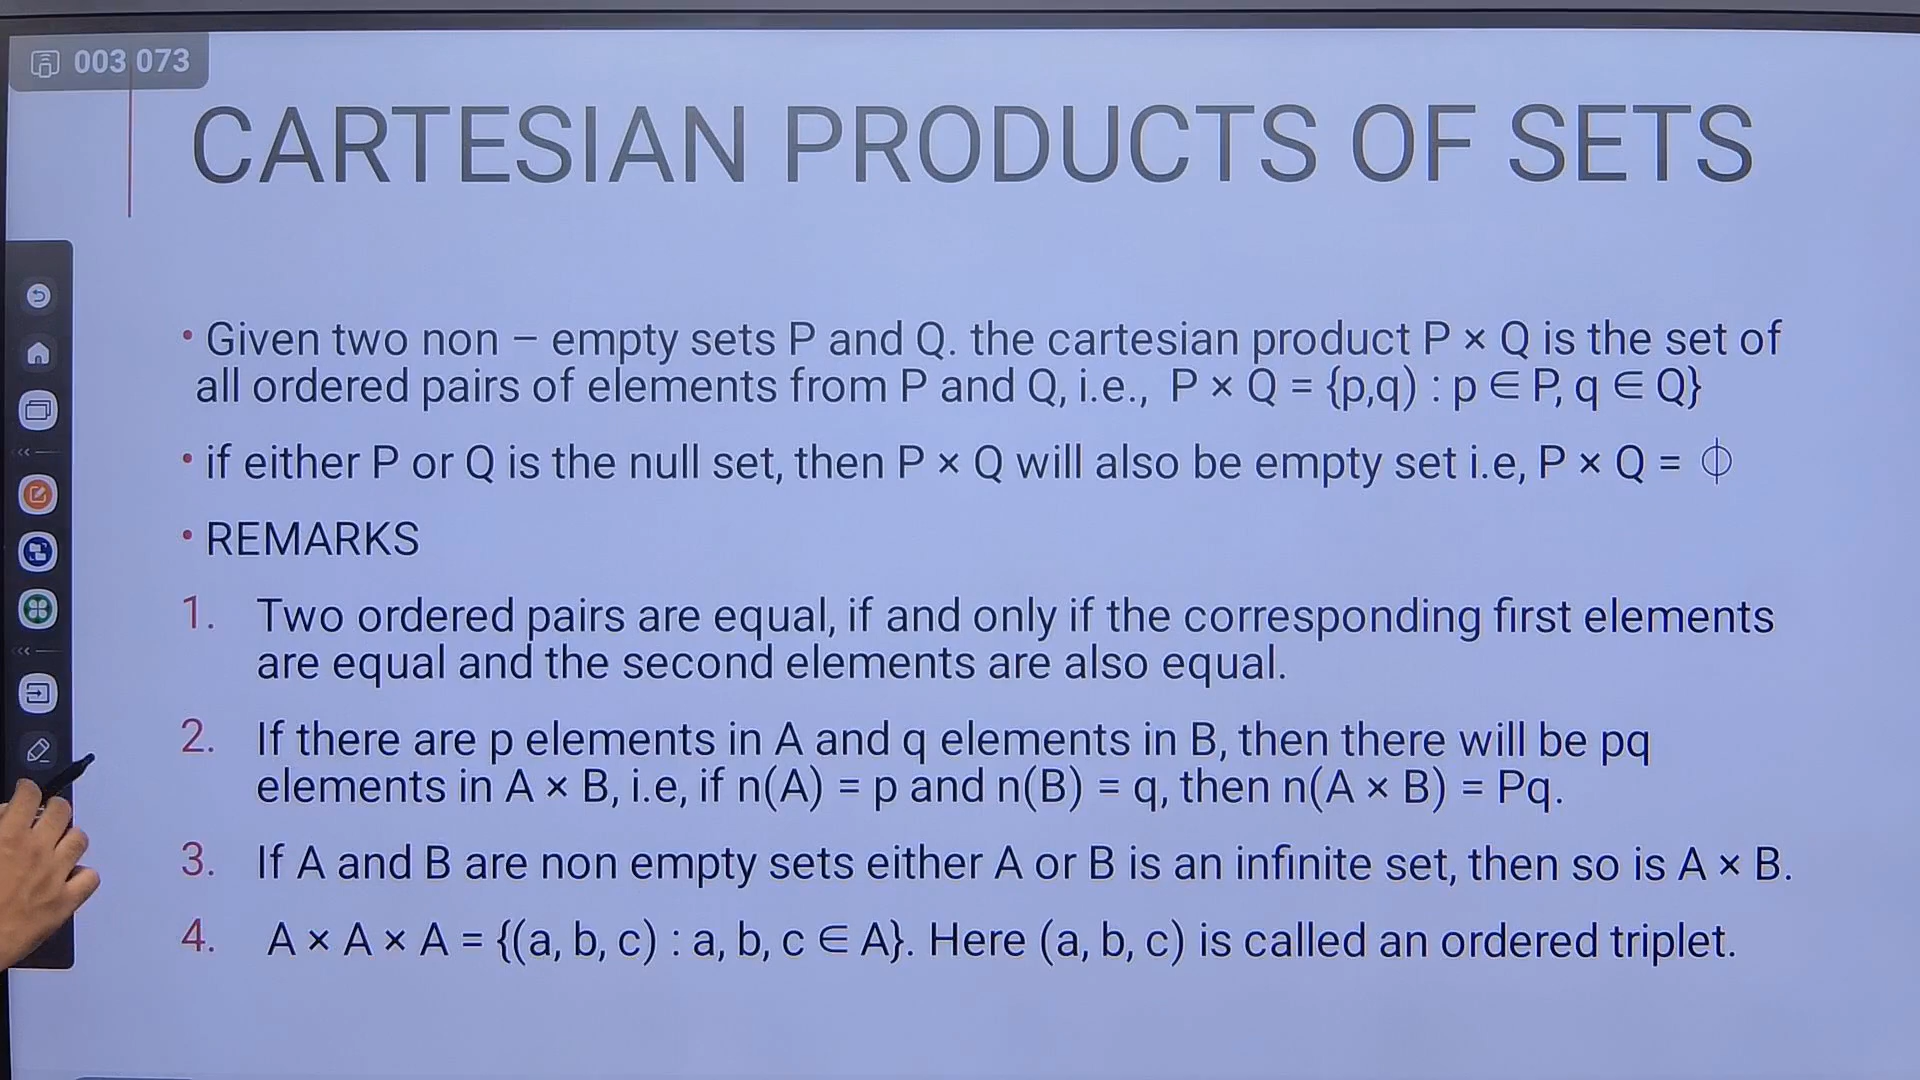 003 073
CARTESIAN PRODUCTS OF SETS
• Given two non – empty sets P and Q. the cartesian product P × Q is the set of
all ordered pairs of elements from P and Q, i.e., P × Q = {p,q) : p ∈ P, q ∈ Q}
• if either P or Q is the null set, then P × Q will also be empty set i.e, P × Q = ϕ
• REMARKS
1. Two ordered pairs are equal, if and only if the corresponding first elements
are equal and the second elements are also equal.
2. If there are p elements in A and q elements in B, then there will be pq
elements in A × B, i.e, if n(A) = p and n(B) = q, then n(A × B) = Pq.
3. If A and B are non empty sets either A or B is an infinite set, then so is A × B.
4. A × A × A = {(a, b, c) : a, b, c ∈ A}. Here (a, b, c) is called an ordered triplet.